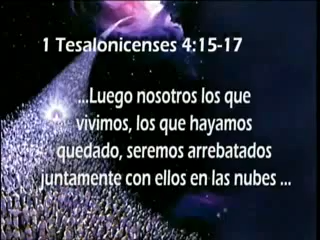 1 Tesalonicenses 4:15-17
...Luego nosotros los que
vivimos, los que hayamos
quedado, seremos arrebatados
juntamente con ellos en las nubes ...